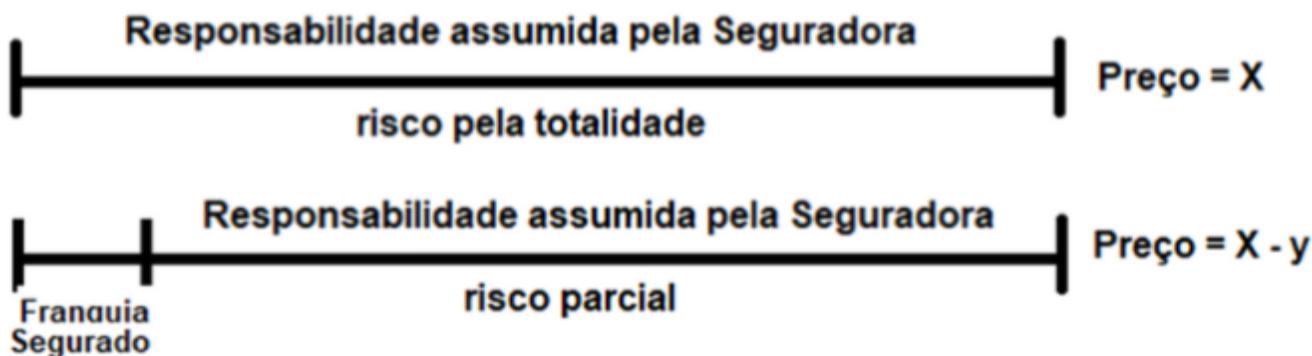 Responsabilidade assumida pela Seguradora
Preço = X
risco pela totalidade
Responsabilidade assumida pela Seguradora
Preço = X - y
risco parcial
Franquia
Segurado